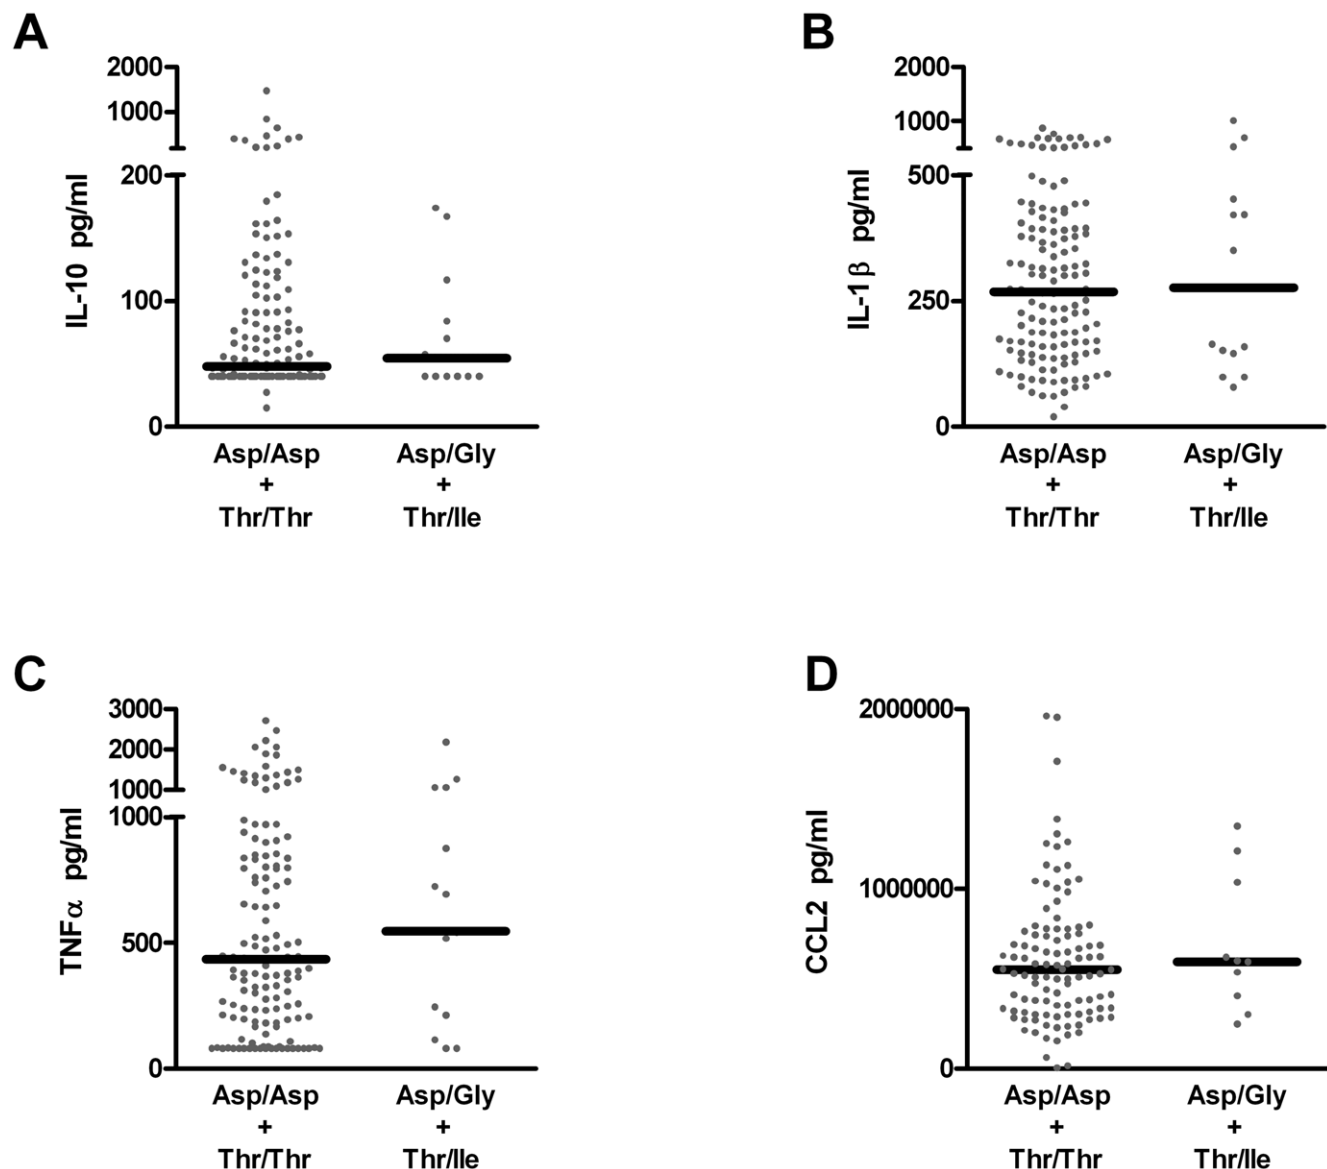 A
2000
1000
200
100
0
IL-10 pg/ml
Asp/Asp
+
Thr/Thr
Asp/Gly
+
Thr/Ile
B
2000
1000
500
250
0
IL-1β pg/ml
Asp/Asp
+
Thr/Thr
Asp/Gly
+
Thr/Ile
C
3000
2000
1000
1000
500
0
TNFα pg/ml
Asp/Asp
+
Thr/Thr
Asp/Gly
+
Thr/Ile
D
2000000
1000000
0
CCL2 pg/ml
Asp/Asp
+
Thr/Thr
Asp/Gly
+
Thr/Ile